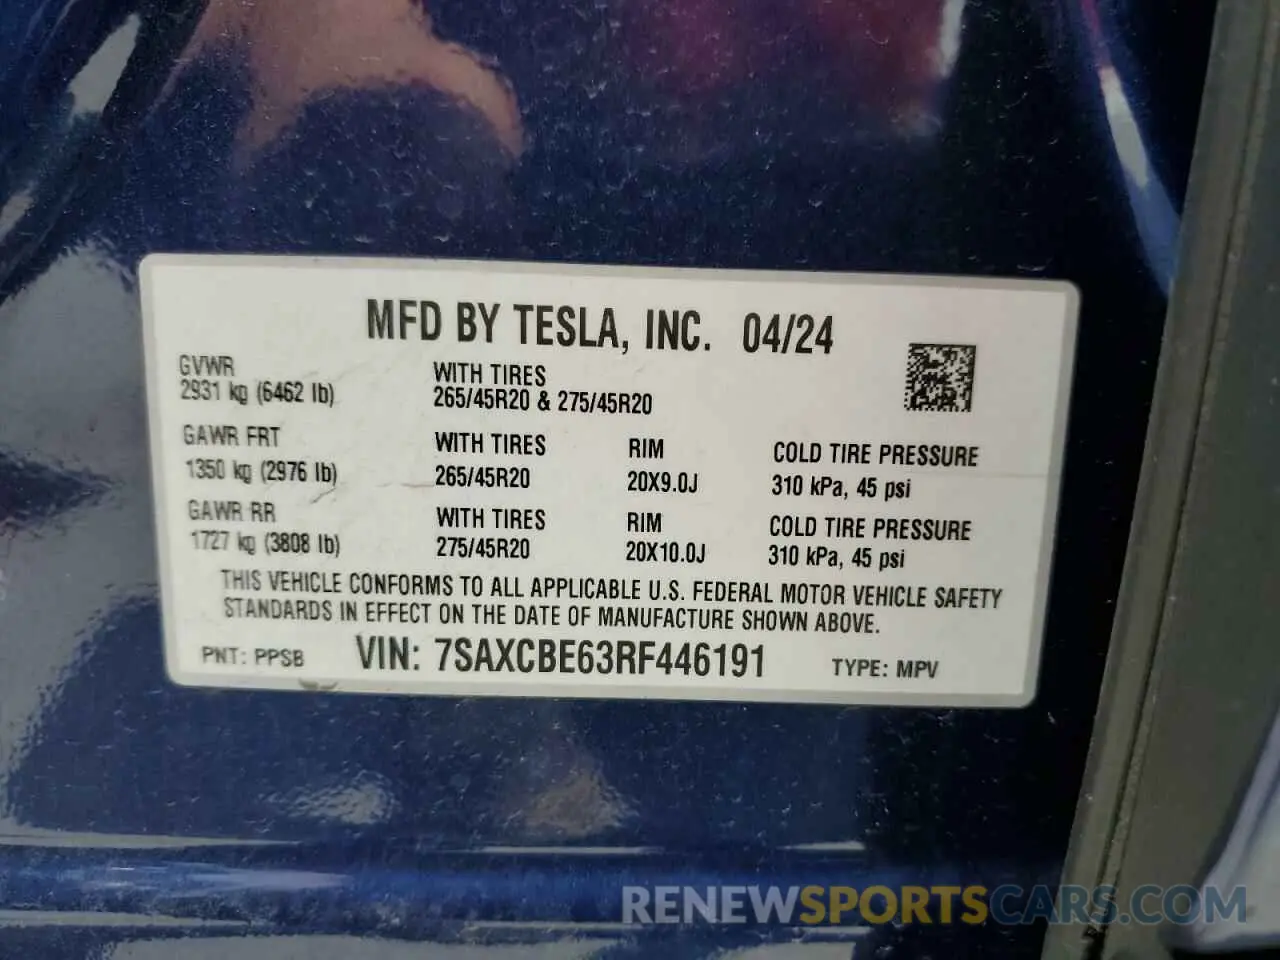 MFD BY TESLA, INC. 04/24
GVWR
2931 kg (6462 lb)
WITH TIRES
265/45R20 & 275/45R20
GAWR FRT
1350 kg (2976 lb)
WITH TIRES
265/45R20
RIM
20X9.0J
COLD TIRE PRESSURE
310 kPa, 45 psi
GAWR RR
1727 kg (3808 lb)
WITH TIRES
275/45R20
RIM
20X10.0J
COLD TIRE PRESSURE
310 kPa, 45 psi
THIS VEHICLE CONFORMS TO ALL APPLICABLE U.S. FEDERAL MOTOR VEHICLE SAFETY
STANDARDS IN EFFECT ON THE DATE OF MANUFACTURE SHOWN ABOVE.
PNT: PPSB VIN: 7SAXCBE63RF446191 TYPE: MPV
RENEWSPORTSCARS.COM